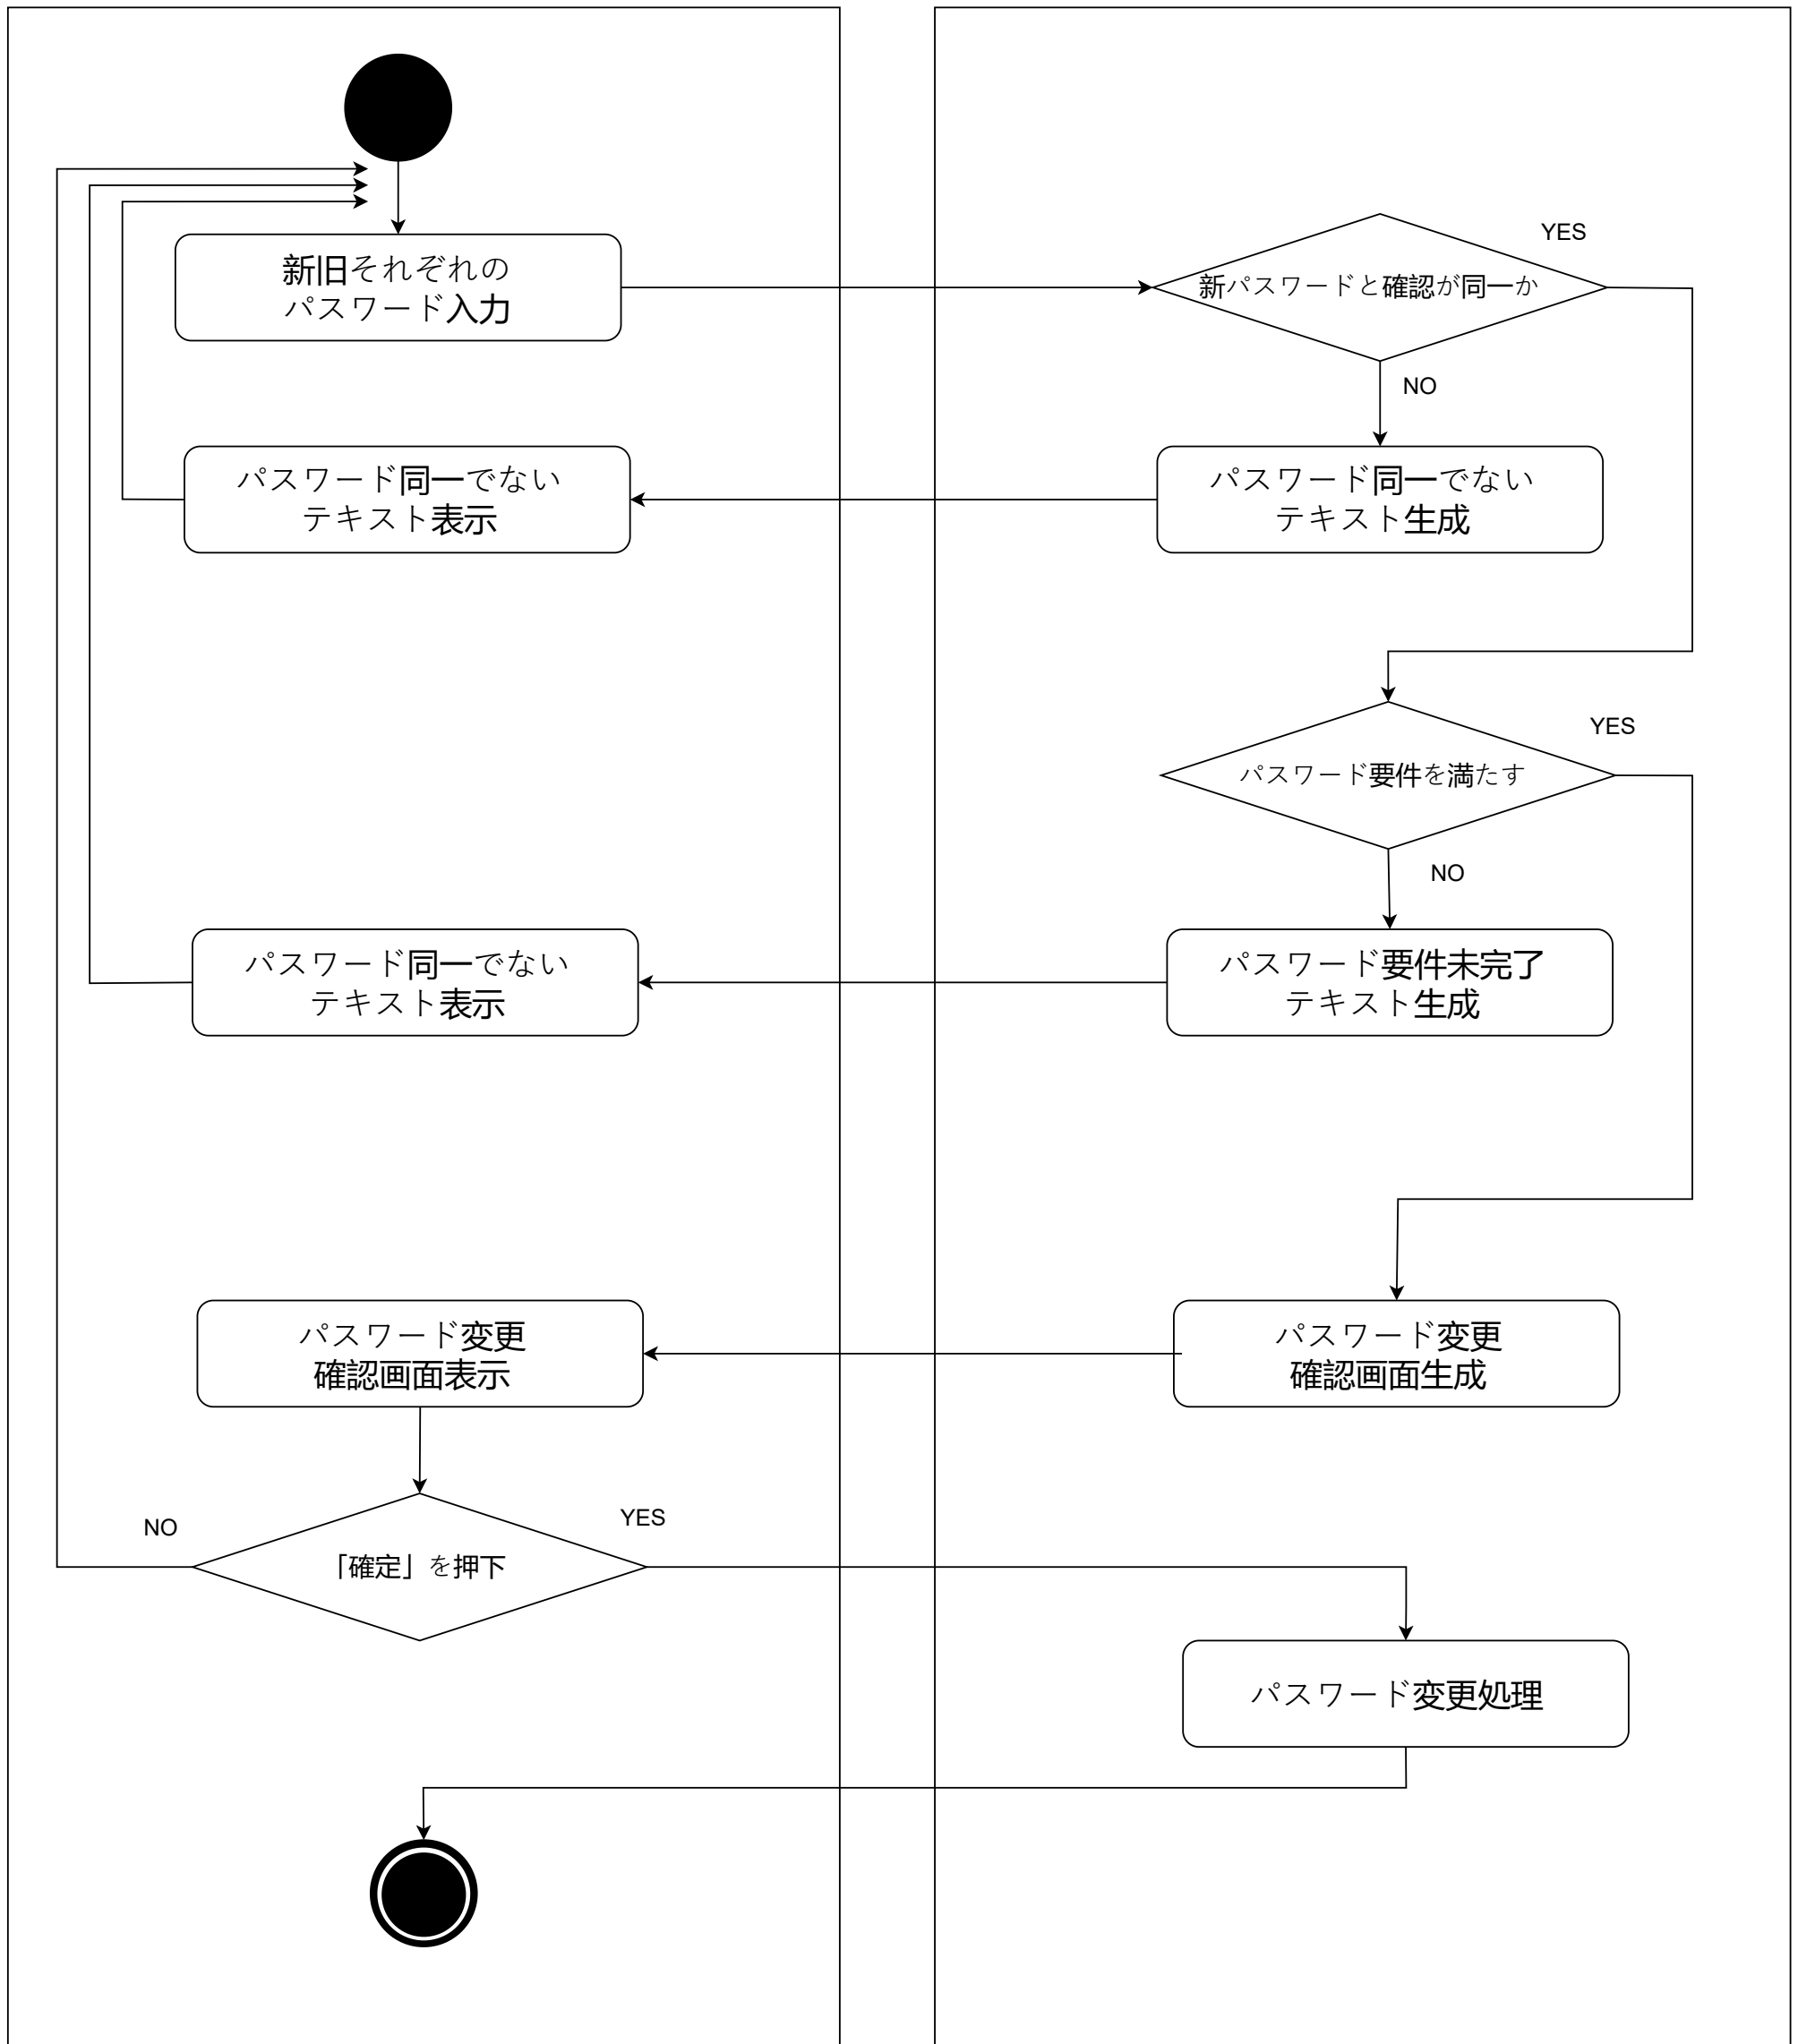 新旧それぞれの
パスワード入力
YES
新パスワードと確認が同一か
NO
パスワード同一でない
テキスト表示
パスワード同一でない
テキスト生成
YES
パスワード要件を満たす
NO
パスワード同一でない
テキスト表示
パスワード要件未完了
テキスト生成
パスワード変更
確認画面表示
パスワード変更
確認画面生成
NO
YES
「確定」を押下
パスワード変更処理